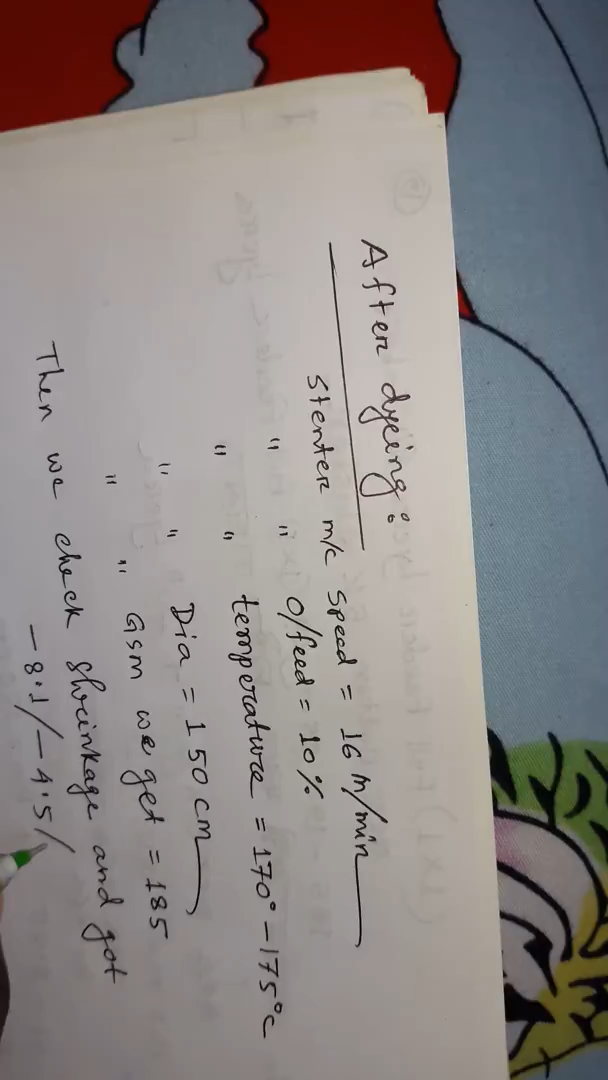 After dyeing:
Stenter m/c speed = 16 m/min
" " O/feed = 10%
" " temperature = 170° - 175°c
" " Dia = 150 cm
" " Gsm we get = 185
Then we check shrinkage and got
- 8.1/ - 4.5/